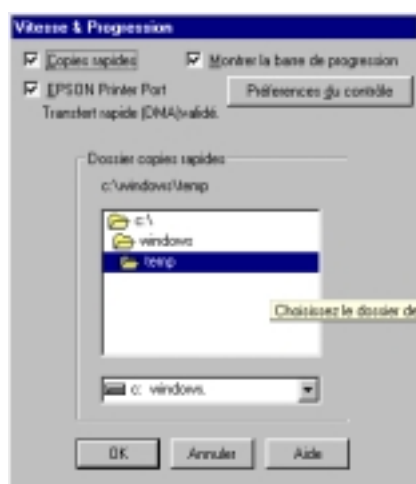 Vitesse & Progression
Copies rapides
Montrer la barre de progression
EPSON Printer Port
Préférences du contrôle
Transfert rapide (DMA)validé.
Dossier copies rapides
c:\windows\temp
c:\
windows
temp
Choisissez le dossier de
c: windows.
OK
Annuler
Aide